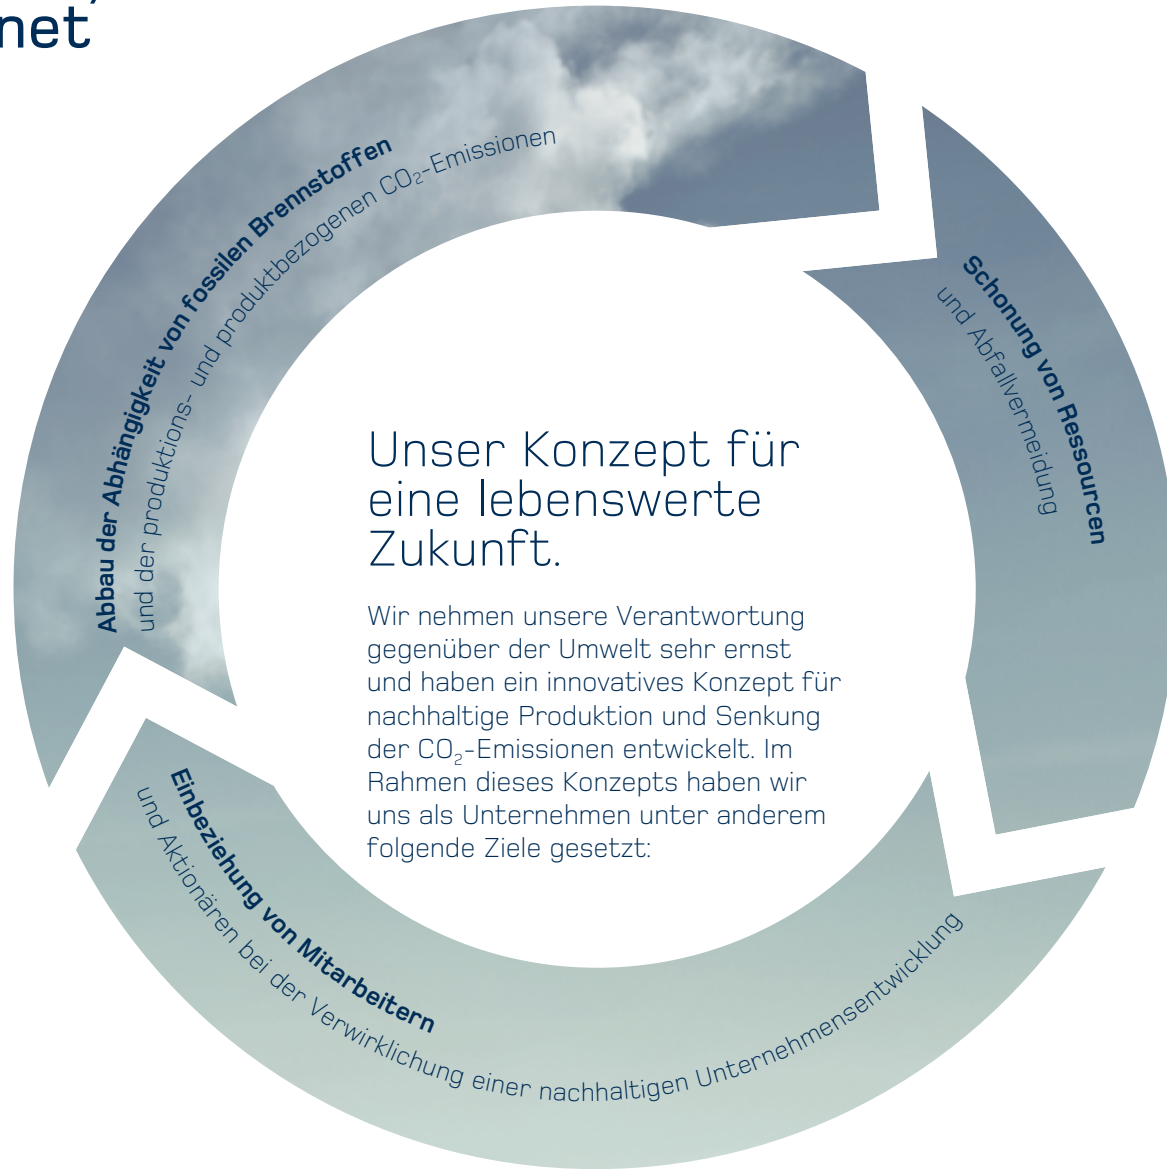 net
Abbau der Abhängigkeit von fossilen Brennstoffen
und der produktions- und produktbezogenen CO₂-Emissionen
Schonung von Ressourcen
und Abfallvermeidung
Unser Konzept für
eine lebenswerte
Zukunft.
Wir nehmen unsere Verantwortung
gegenüber der Umwelt sehr ernst
und haben ein innovatives Konzept für
nachhaltige Produktion und Senkung
der CO₂-Emissionen entwickelt. Im
Rahmen dieses Konzepts haben wir
uns als Unternehmen unter anderem
folgende Ziele gesetzt:
Einbeziehung von Mitarbeitern
und Aktionären bei der Verwirklichung einer nachhaltigen Unternehmensentwicklung